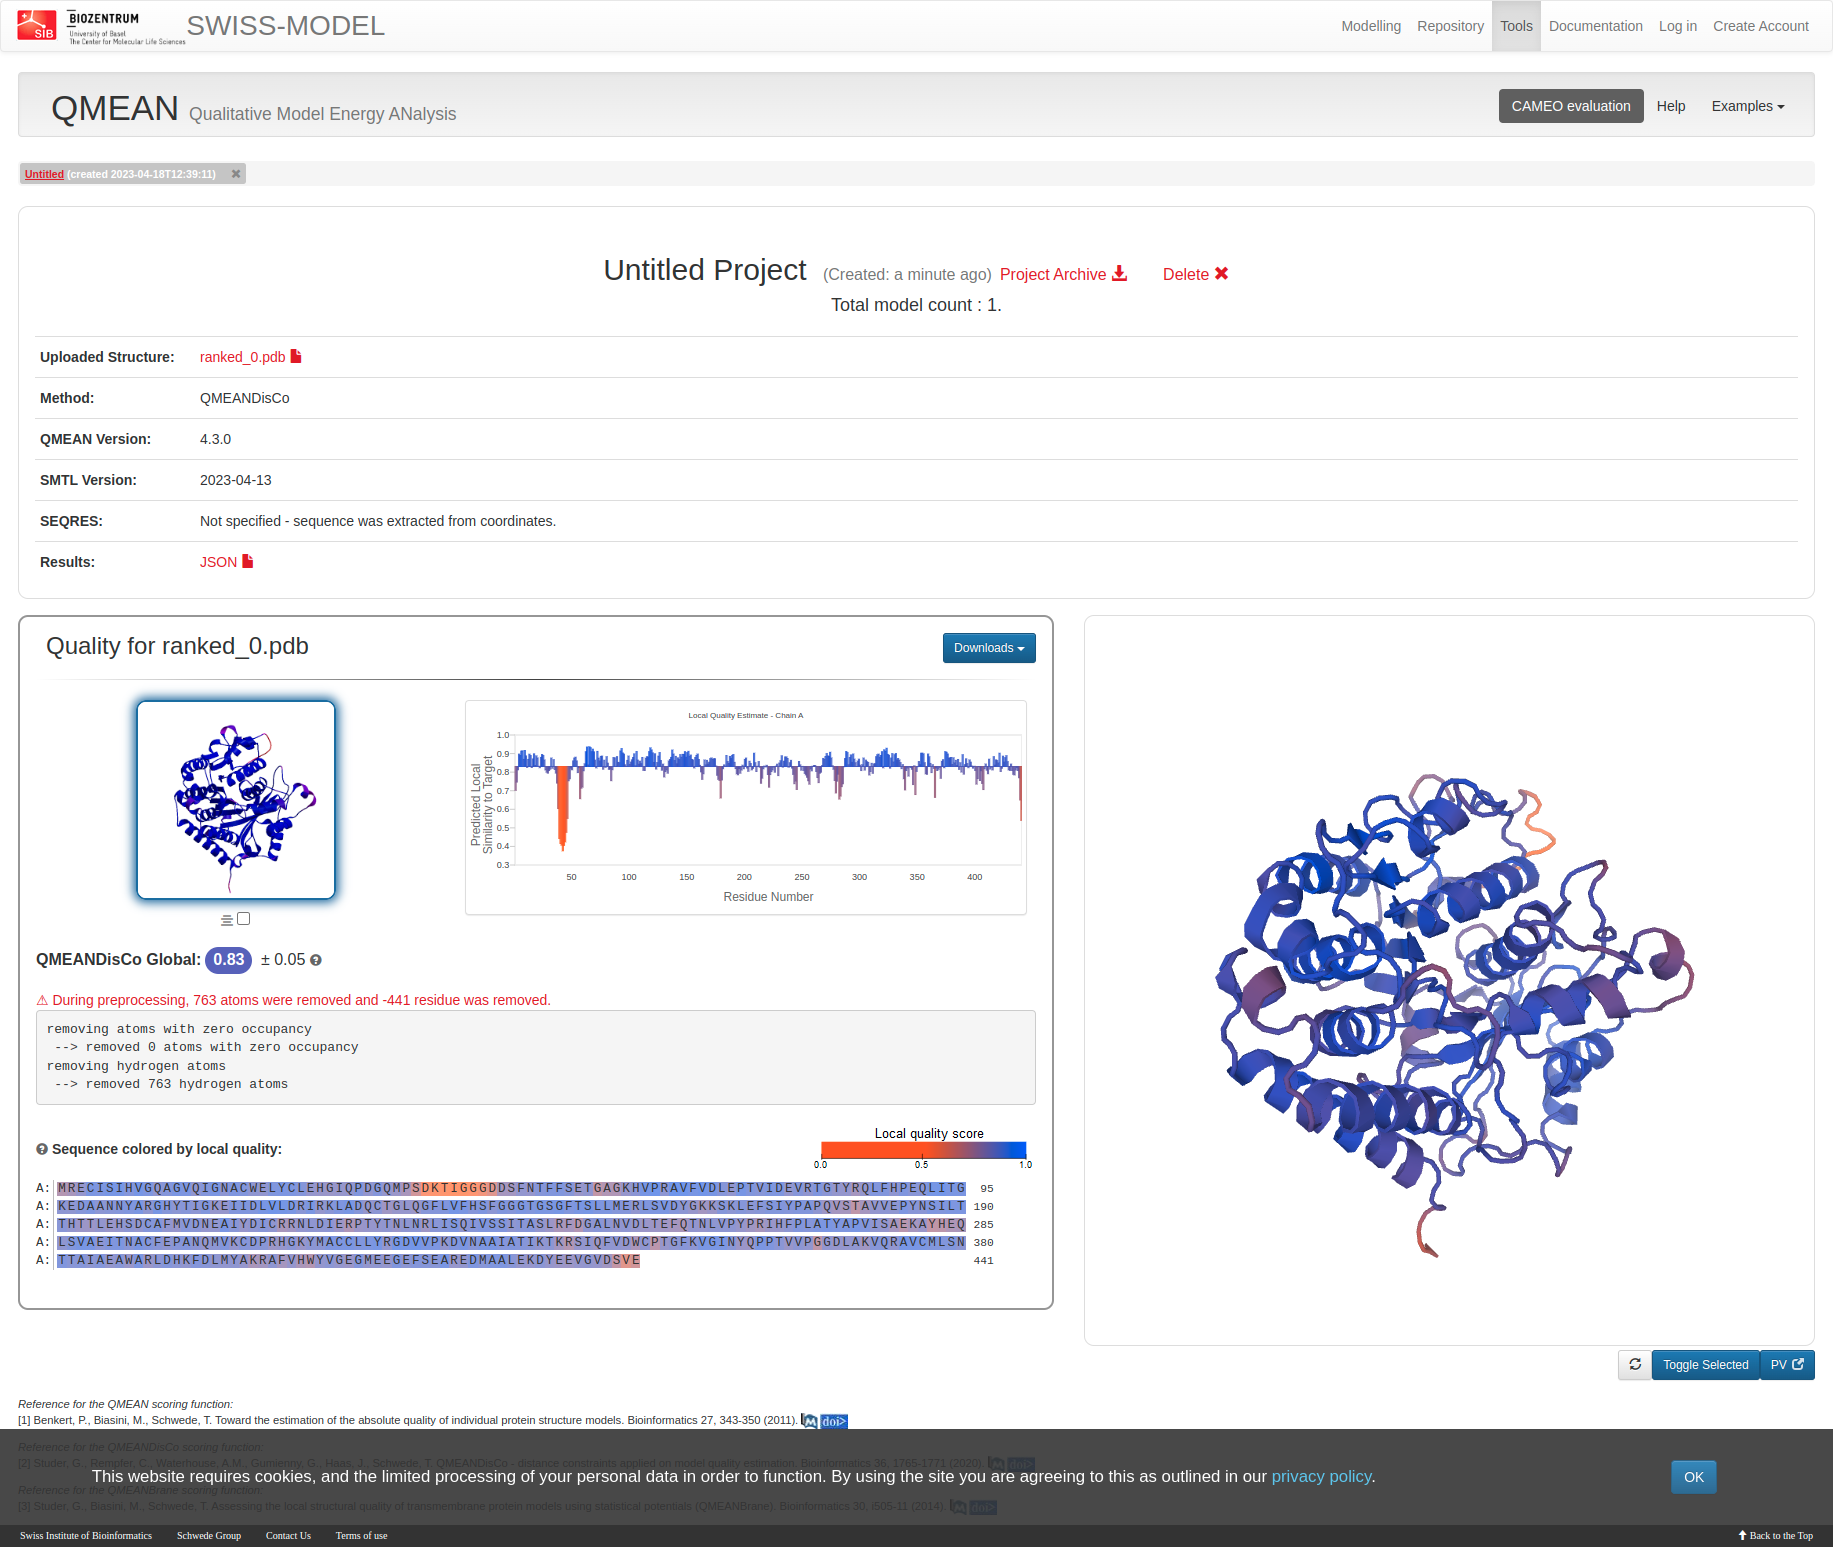 SIB
BIOZENTRUM
University of Basel
The Center for Molecular Life Sciences
SWISS-MODEL
Modelling
Repository
Tools
Documentation
Log in
Create Account
QMEAN Qualitative Model Energy ANalysis
CAMEO evaluation
Help
Examples
Untitled (created 2023-04-18T12:39:11)
Untitled Project (Created: a minute ago) Project Archive Delete
Total model count : 1.
Uploaded Structure: ranked_0.pdb
Method: QMEANDisCo
QMEAN Version: 4.3.0
SMTL Version: 2023-04-13
SEQRES: Not specified - sequence was extracted from coordinates.
Results: JSON
Quality for ranked_0.pdb
Downloads
Local Quality Estimate - Chain A
Predicted Local
Similarity to Target
1.0
0.9
0.8
0.7
0.6
0.5
0.4
0.3
50 100 150 200 250 300 350 400
Residue Number
QMEANDisCo Global: 0.83 ± 0.05
⚠ During preprocessing, 763 atoms were removed and -441 residue was removed.
removing atoms with zero occupancy
--> removed 0 atoms with zero occupancy
removing hydrogen atoms
--> removed 763 hydrogen atoms
Sequence colored by local quality:
Local quality score
0.0 0.5 1.0
A: MRECISIHVGQAGVQIGNACWELYCLEHGIQPDGQMPSDKTIGGGDDSFNTFFSETGAGKHVPRAVFVDLEPTVIDEVRTGTYRQLFHPEQLITG 95
A: KEDAANNYARGHYTIGKEIIDLVLDRIRKLADQCTGLQGFLVFHSFGGGTGSGFTSLLMERLSVDYGKKSKLEFSIYPAPQVSTAVVEPYNSILT 190
A: THTTLEHSDCAFMVDNEAIYDICRRNLDIERPTYTNLNRLISQIVSSITASLRFDGALNVDLTEFQTNLVPYPRIHFPLATYAPVISAEKAYHEQ 285
A: LSVAEITNACFEPANQMVKCDPRHGKYMACCLLYRGDVVPKDVNAAIATIKTKRSIQFVDWCPTGFKVGINYQPPTVVPGGDLAKVQRAVCMLSN 380
A: TTAIAEAWARLDHKFDLMYAKRAFVHWYVGEGMEEGEFSEAREDMAALEKDYEEVGVDSVE 441
Toggle Selected
PV
Reference for the QMEAN scoring function:
[1] Benkert, P., Biasini, M., Schwede, T. Toward the estimation of the absolute quality of individual protein structure models. Bioinformatics 27, 343-350 (2011). M doi>
Reference for the QMEANDisCo scoring function:
[2] Studer, G., Rempfer, C., Waterhouse, A.M., Gumienny, G., Haas, J., Schwede, T. QMEANDisCo - distance constraints applied on model quality estimation. Bioinformatics 36, 1765-1771 (2020). M doi>
This website requires cookies, and the limited processing of your personal data in order to function. By using the site you are agreeing to this as outlined in our privacy policy.
OK
Reference for the QMEANBrane scoring function:
[3] Studer, G., Biasini, M., Schwede, T. Assessing the local structural quality of transmembrane protein models using statistical potentials (QMEANBrane). Bioinformatics 30, i505-11 (2014). M doi>
Swiss Institute of Bioinformatics
Schwede Group
Contact Us
Terms of use
Back to the Top